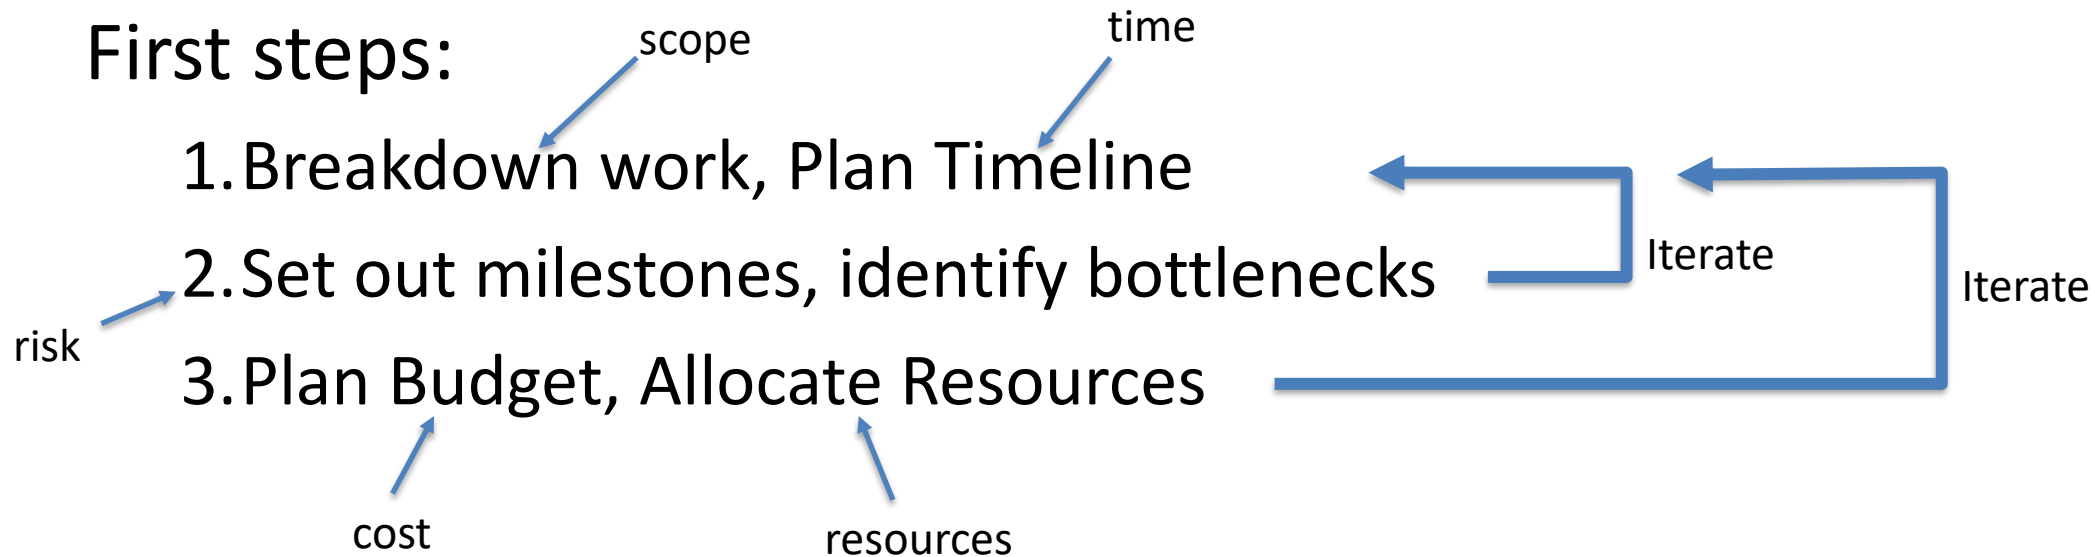 First steps:
scope
time
1.Breakdown work, Plan Timeline
2.Set out milestones, identify bottlenecks
Iterate
Iterate
risk
3.Plan Budget, Allocate Resources
cost
resources